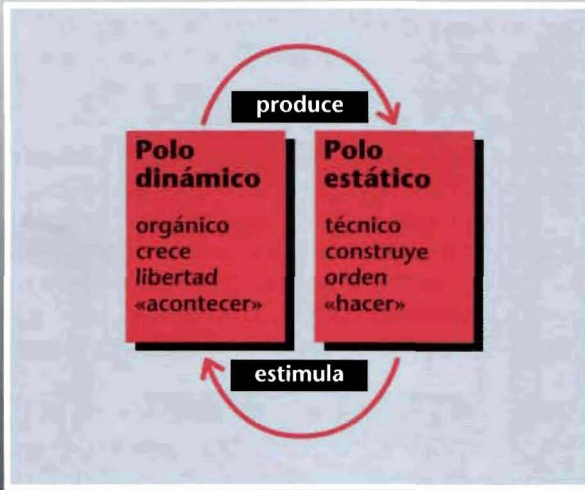 produce
Polo
dinámico
orgánico
crece
libertad
«acontecer»
Polo
estático
técnico
construye
orden
«hacer»
estimula